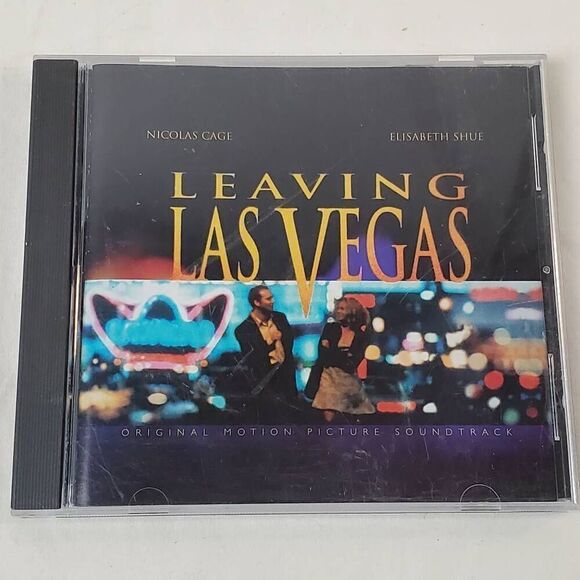 NICOLAS CAGE ELISABETH SHUE
LEAVING
LAS VEGAS
ORIGINAL MOTION PICTURE SOUNDTRACK